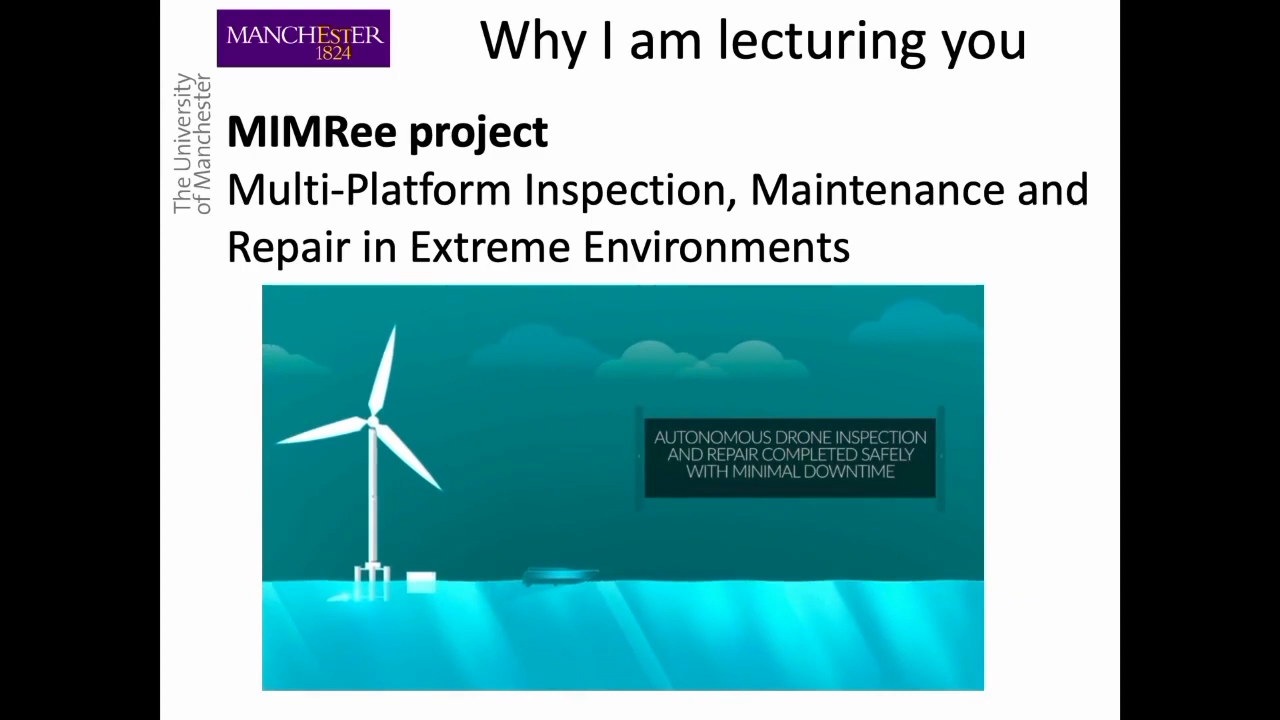 MANCHESTER
1824
The University
of Manchester
Why I am lecturing you
MIMRee project
Multi-Platform Inspection, Maintenance and
Repair in Extreme Environments
AUTONOMOUS DRONE INSPECTION
AND REPAIR COMPLETED SAFELY
WITH MINIMAL DOWNTIME